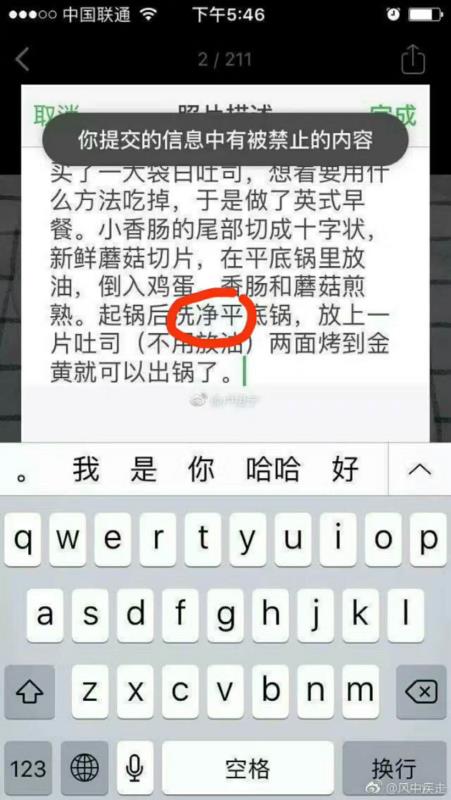 中国联通 下午5:46
2 / 211
取消 照片描述 完成
你提交的信息中有被禁止的内容
买了一大袋白吐司，想着要用什
么方法吃掉，于是做了英式早
餐。小香肠的尾部切成十字状，
新鲜蘑菇切片，在平底锅里放
油，倒入鸡蛋、香肠和蘑菇煎
熟。起锅后洗净平底锅，放上一
片吐司（不用放油）两面烤到金
黄就可以出锅了。
。 我 是 你 哈哈 好
q w e r t y u i o p
a s d f g h j k l
z x c v b n m
123 空格 换行
@风中疾走